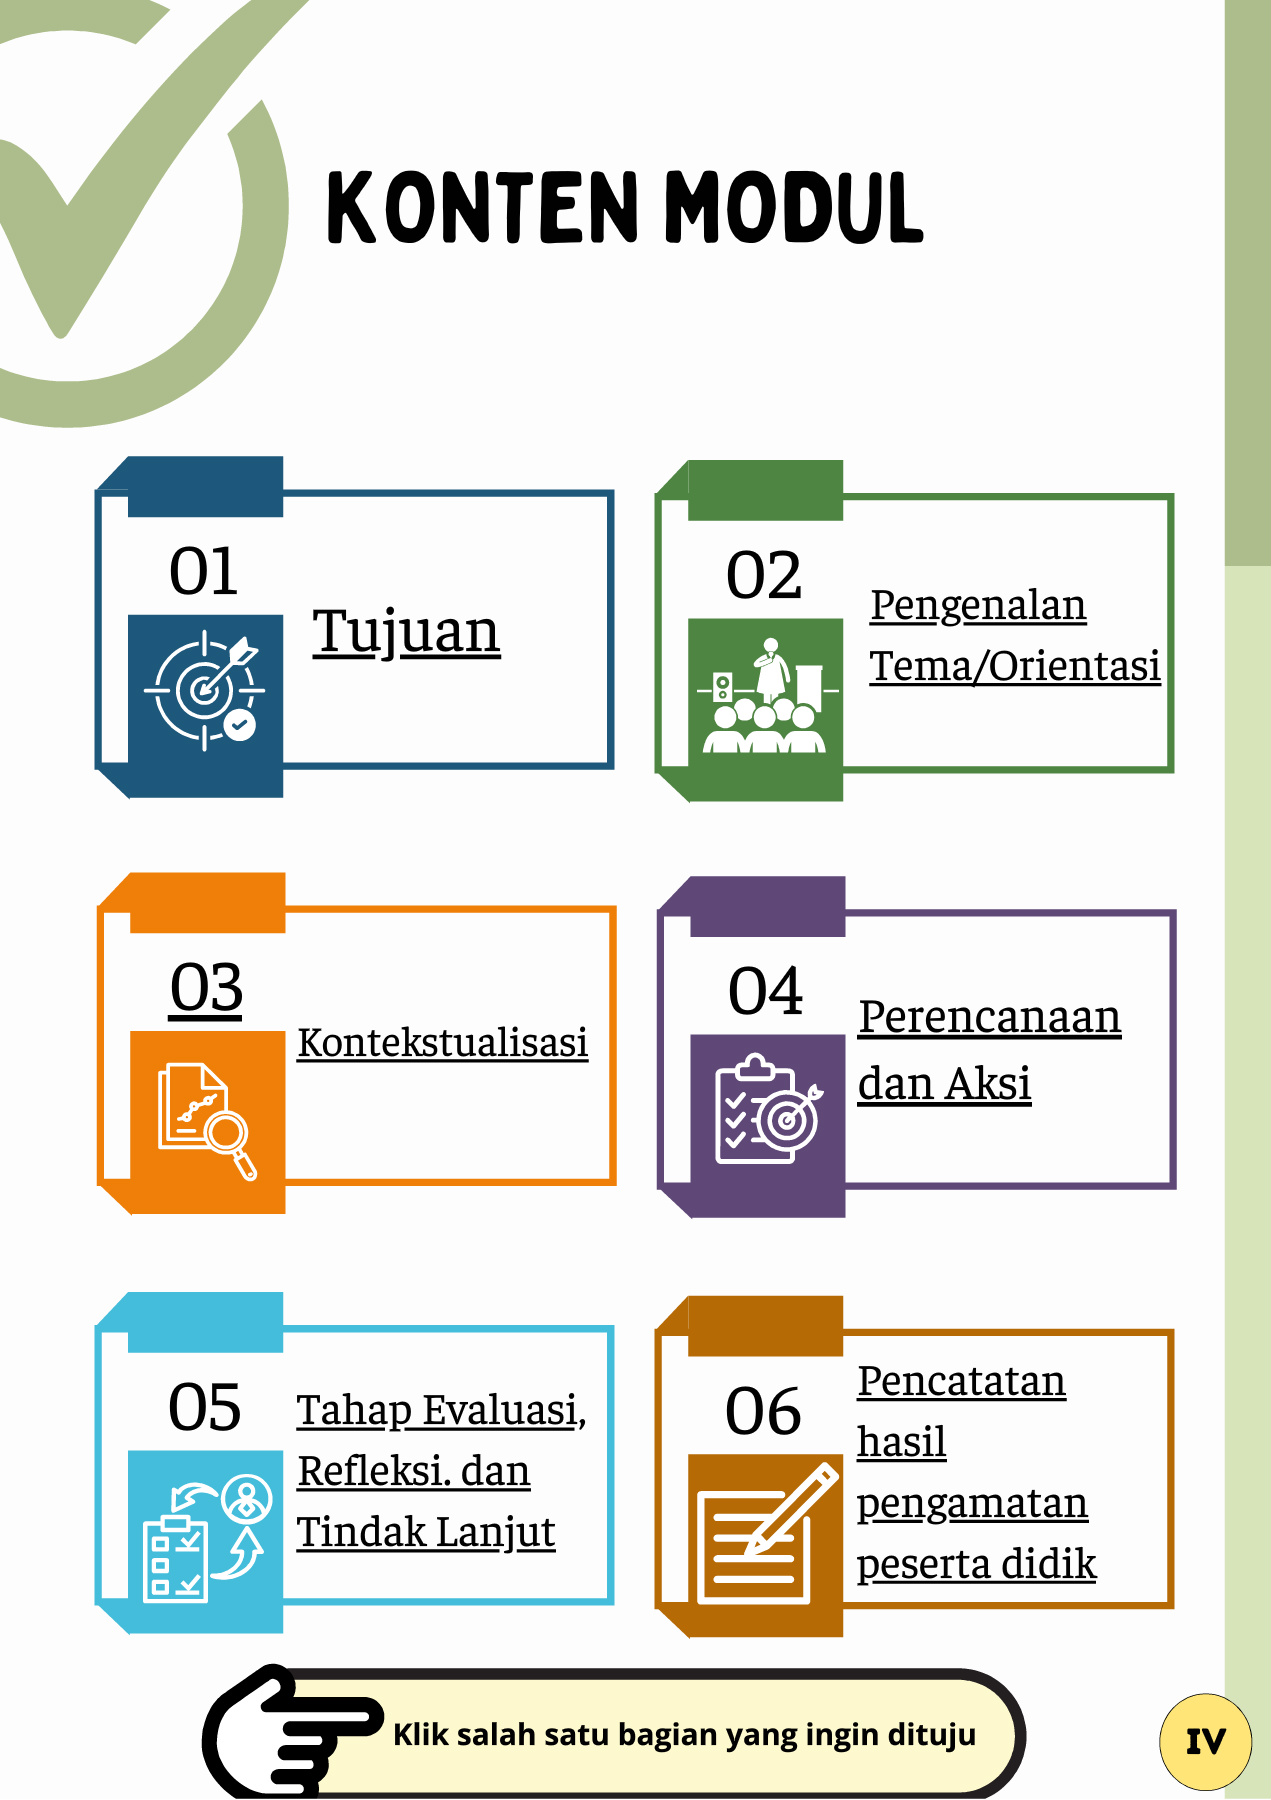 KONTEN MODUL
01
Tujuan
02
Pengenalan
Tema/Orientasi
03
Kontekstualisasi
04
Perencanaan
dan Aksi
05
Tahap Evaluasi,
Refleksi. dan
Tindak Lanjut
06
Pencatatan
hasil
pengamatan
peserta didik
Klik salah satu bagian yang ingin dituju
IV